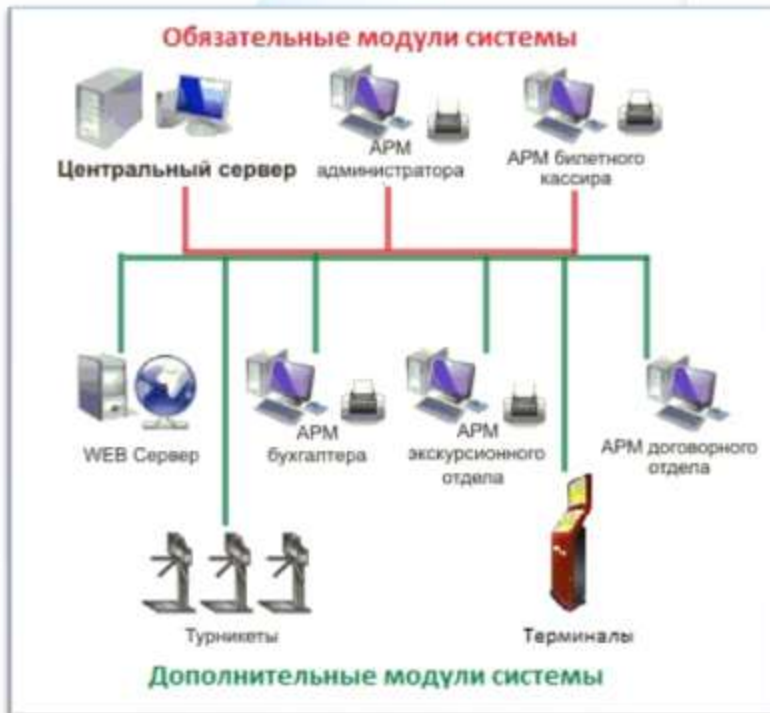 Обязательные модули системы
Центральный сервер
АРМ
администратора
АРМ билетного
кассира
WEB Сервер
АРМ
бухгалтера
АРМ
экскурсионного
отдела
АРМ договорного
отдела
Турникеты
Терминалы
Дополнительные модули системы